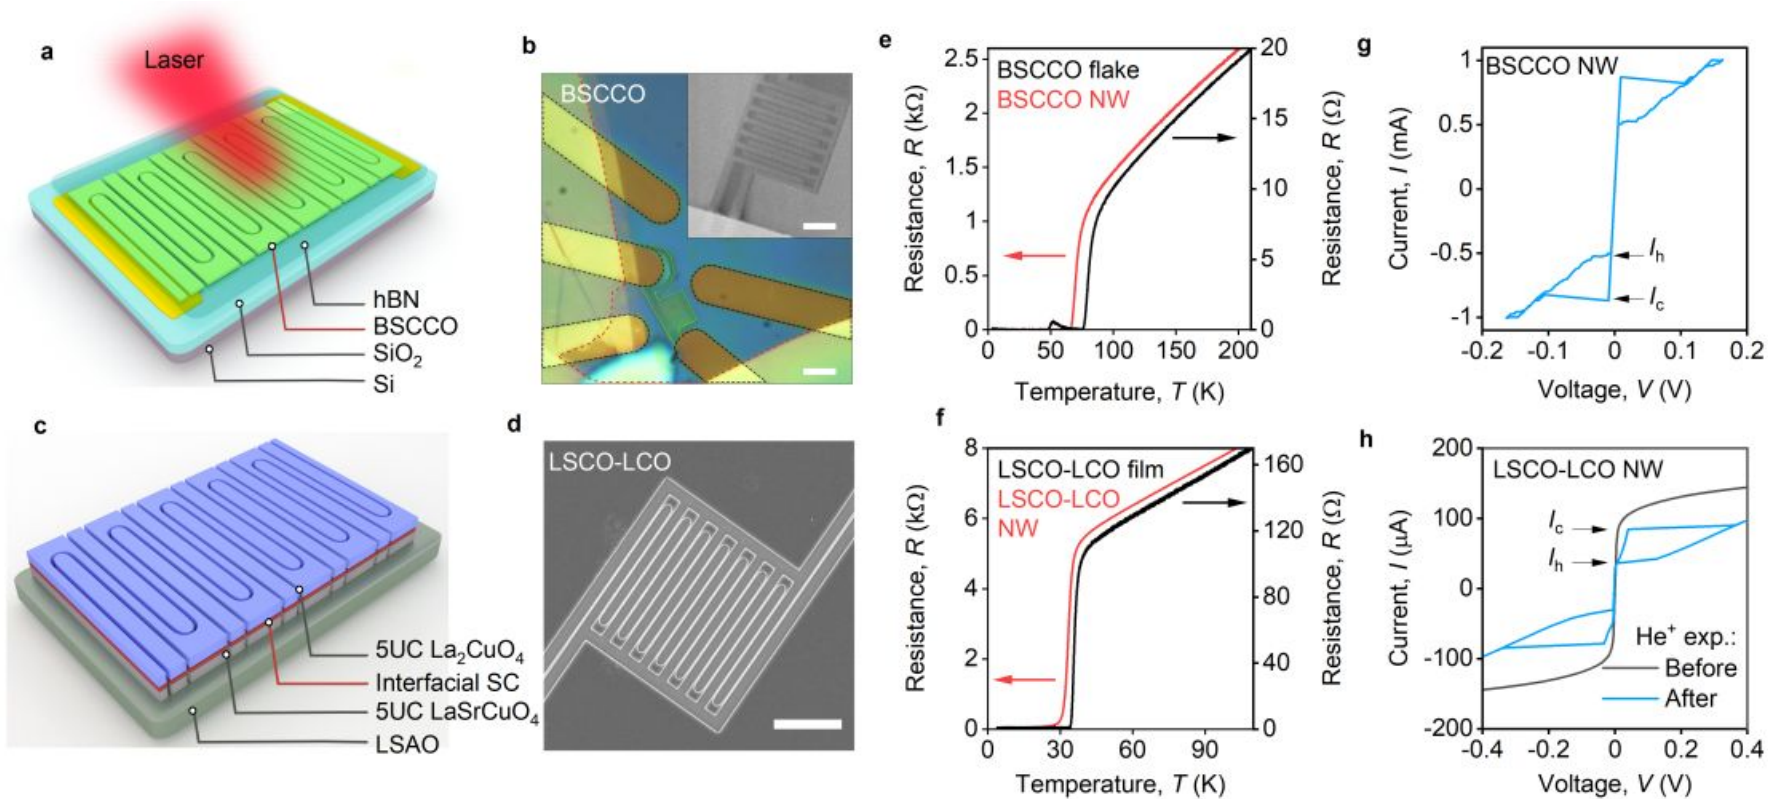 a
Laser
hBN
BSCCO
SiO2
Si
b
BSCCO
c
5UC La2CuO4
Interfacial SC
5UC LaSrCuO4
LSAO
d
LSCO-LCO
e
BSCCO flake
BSCCO NW
Resistance, R (kΩ)
2.5
2
1.5
1
0.5
0
Resistance, R (Ω)
20
15
10
5
0
0 50 100 150 200
Temperature, T (K)
f
LSCO-LCO film
LSCO-LCO
NW
Resistance, R (kΩ)
8
6
4
2
0
Resistance, R (Ω)
160
120
80
40
0
0 30 60 90
Temperature, T (K)
g
BSCCO NW
Current, I (mA)
1
0.5
0
-0.5
-1
Ih
Ic
-0.2 -0.1 0 0.1 0.2
Voltage, V (V)
h
LSCO-LCO NW
Current, I (μA)
200
100
0
-100
-200
Ic
Ih
He+ exp.:
Before
After
-0.4 -0.2 0 0.2 0.4
Voltage, V (V)